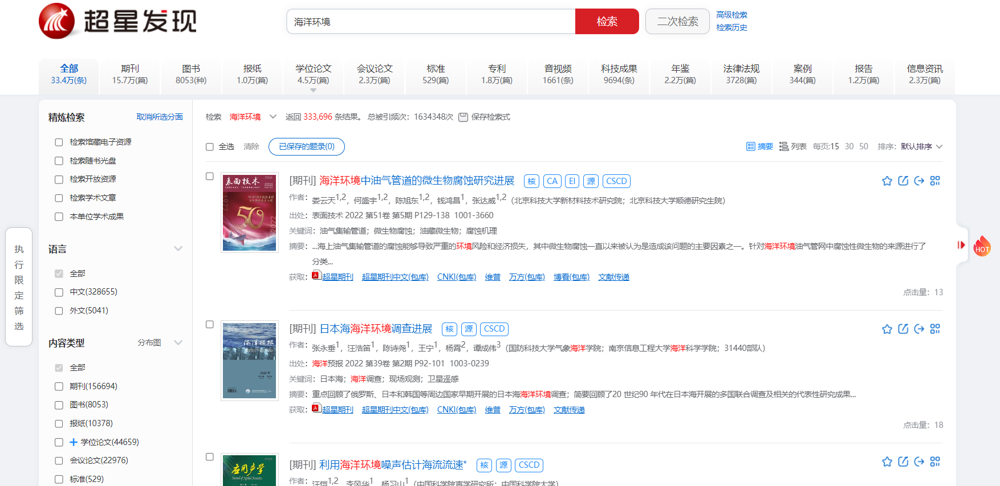 超星发现
海洋环境
检索
二次检索
高级检索
检索历史
全部 期刊 图书 报纸 学位论文 会议论文 标准 专利 音视频 科技成果 年鉴 法律法规 案例 报告 信息资讯
33.4万(条) 15.7万(篇) 8053(种) 1.0万(篇) 4.5万(篇) 2.3万(篇) 529(篇) 1.8万(篇) 1661(条) 9694(条) 2.2万(篇) 3728(篇) 344(篇) 1.2万(篇) 2.3万(篇)
执行限定筛选
精炼检索 取消所选分面
检索馆藏电子资源
检索随书光盘
检索开放资源
检索学术文章
本单位学术成果
语言
全部
中文(328655)
外文(5041)
内容类型 分布图
全部
期刊(156694)
图书(8053)
报纸(10378)
学位论文(44659)
会议论文(22976)
标准(529)
检索 海洋环境 返回 333,696 条结果。 总被引频次：1634348次 保存检索式
全选 清除 已保存的题录(0) 摘要 列表 每页:15 30 50 排序：默认排序
表面技术
SURFACE TECHNOLOGY
50
1972
2022
[期刊] 海洋环境中油气管道的微生物腐蚀研究进展 核 CA EI 源 CSCD
作者：娄云天1,2，何盛宇1,2，陈旭东1,2，钱鸿昌1，张达威1,2（北京科技大学新材料技术研究院；北京科技大学顺德研究生院）
出处：表面技术 2022 第51卷 第5期 P129-138 1001-3660
关键词：油气集输管道；微生物腐蚀；油藏微生物；腐蚀机理
摘要：...海上油气集输管道的腐蚀能够导致严重的环境风险和经济损失，其中微生物腐蚀一直以来被认为是造成该问题的主要因素之一。针对海洋环境油气管网中腐蚀性微生物的来源进行了
分类...
获取：超星期刊 超星期刊中文(包库) CNKI(包库) 维普 万方(包库) 博看(包库) 文献传递
点击量：13
HOT
海洋预报
2022 年
[期刊] 日本海海洋环境调查进展 核 源 CSCD
作者：张永垂1，汪浩笛1，陈诗尧1，王宁1，杨霄2，谭成伟3（国防科技大学气象海洋学院；南京信息工程大学海洋科学学院；31440部队）
出处：海洋预报 2022 第39卷 第2期 P92-101 1003-0239
关键词：日本海；海洋调查；现场观测；卫星遥感
摘要：重点回顾了俄罗斯、日本和韩国等周边国家早期开展的日本海海洋环境调查；简要回顾了20 世纪90 年代在日本海开展的多国联合调查及相关的代表性研究成果...
获取：超星期刊 超星期刊中文(包库) CNKI(包库) 维普 万方(包库) 文献传递
点击量：18
应用声学
Journal of Applied Acoustics
[期刊] 利用海洋环境噪声估计海流流速* 核 源 CSCD
作者：汪恺1,2，李风华1，杨习山1（中国科学院声学研究所；中国科学院大学）